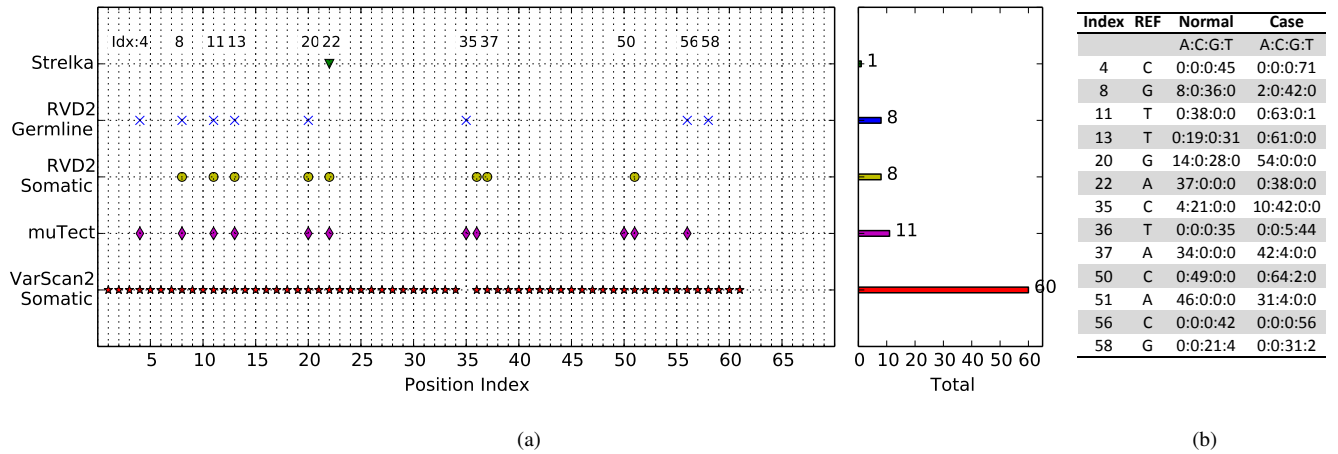 Idx:4 8 11 13 20 22 35 37 50 56 58
Strelka
RVD2
Germline
RVD2
Somatic
muTect
VarScan2
Somatic
5 10 15 20 25 30 35 40 45 50 55 60 65
Position Index
1
8
8
11
60
0 10 20 30 40 50 60
Total
(a)
Index REF Normal Case
A:C:G:T A:C:G:T
4 C 0:0:0:45 0:0:0:71
8 G 8:0:36:0 2:0:42:0
11 T 0:38:0:0 0:63:0:1
13 T 0:19:0:31 0:61:0:0
20 G 14:0:28:0 54:0:0:0
22 A 37:0:0:0 0:38:0:0
35 C 4:21:0:0 10:42:0:0
36 T 0:0:0:35 0:0:5:44
37 A 34:0:0:0 42:4:0:0
50 C 0:49:0:0 0:64:2:0
51 A 46:0:0:0 31:4:0:0
56 C 0:0:0:42 0:0:0:56
58 G 0:0:21:4 0:0:31:2
(b)